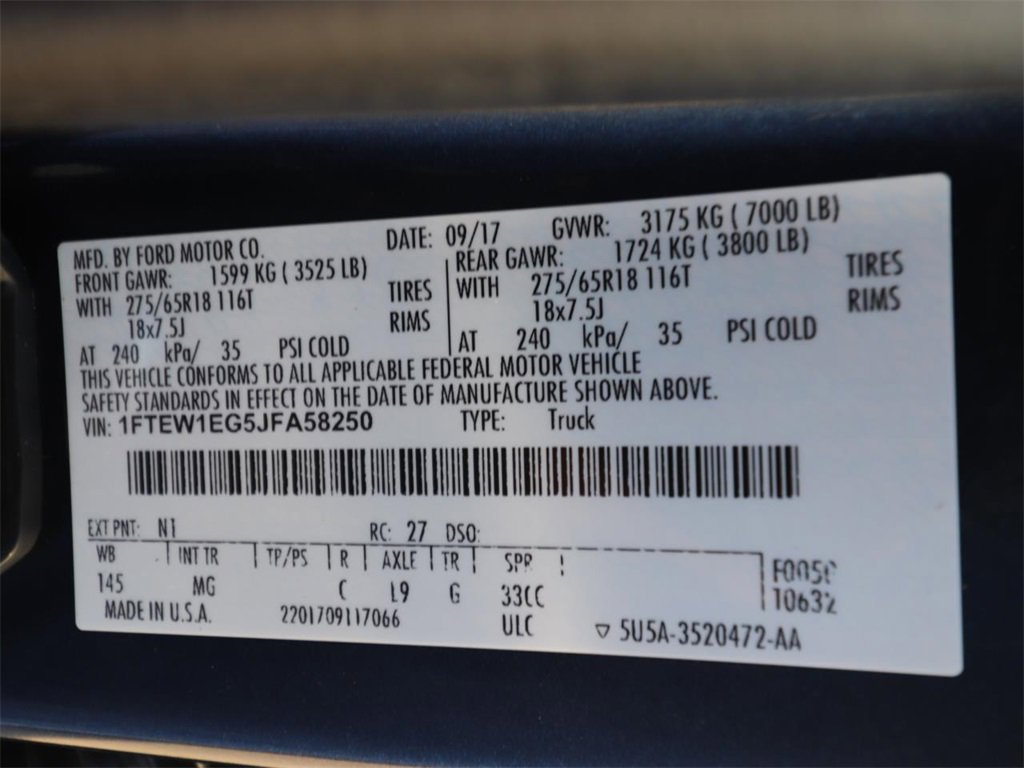 MFD. BY FORD MOTOR CO. DATE: 09/17 GVWR: 3175 KG ( 7000 LB)
FRONT GAWR: 1599 KG ( 3525 LB) REAR GAWR: 1724 KG ( 3800 LB)
WITH 275/65R18 116T TIRES WITH 275/65R18 116T TIRES
18x7.5J RIMS 18x7.5J RIMS
AT 240 kPa/ 35 PSI COLD AT 240 kPa/ 35 PSI COLD
THIS VEHICLE CONFORMS TO ALL APPLICABLE FEDERAL MOTOR VEHICLE
SAFETY STANDARDS IN EFFECT ON THE DATE OF MANUFACTURE SHOWN ABOVE.
VIN: 1FTEW1EG5JFA58250 TYPE: Truck
EXT PNT: N1 RC: 27 DSO:
WB INT TR TP/PS R AXLE TR SPR
145 MG C L9 G 33CC
MADE IN U.S.A. 2201709117066 ULC
10632
5U5A-3520472-AA